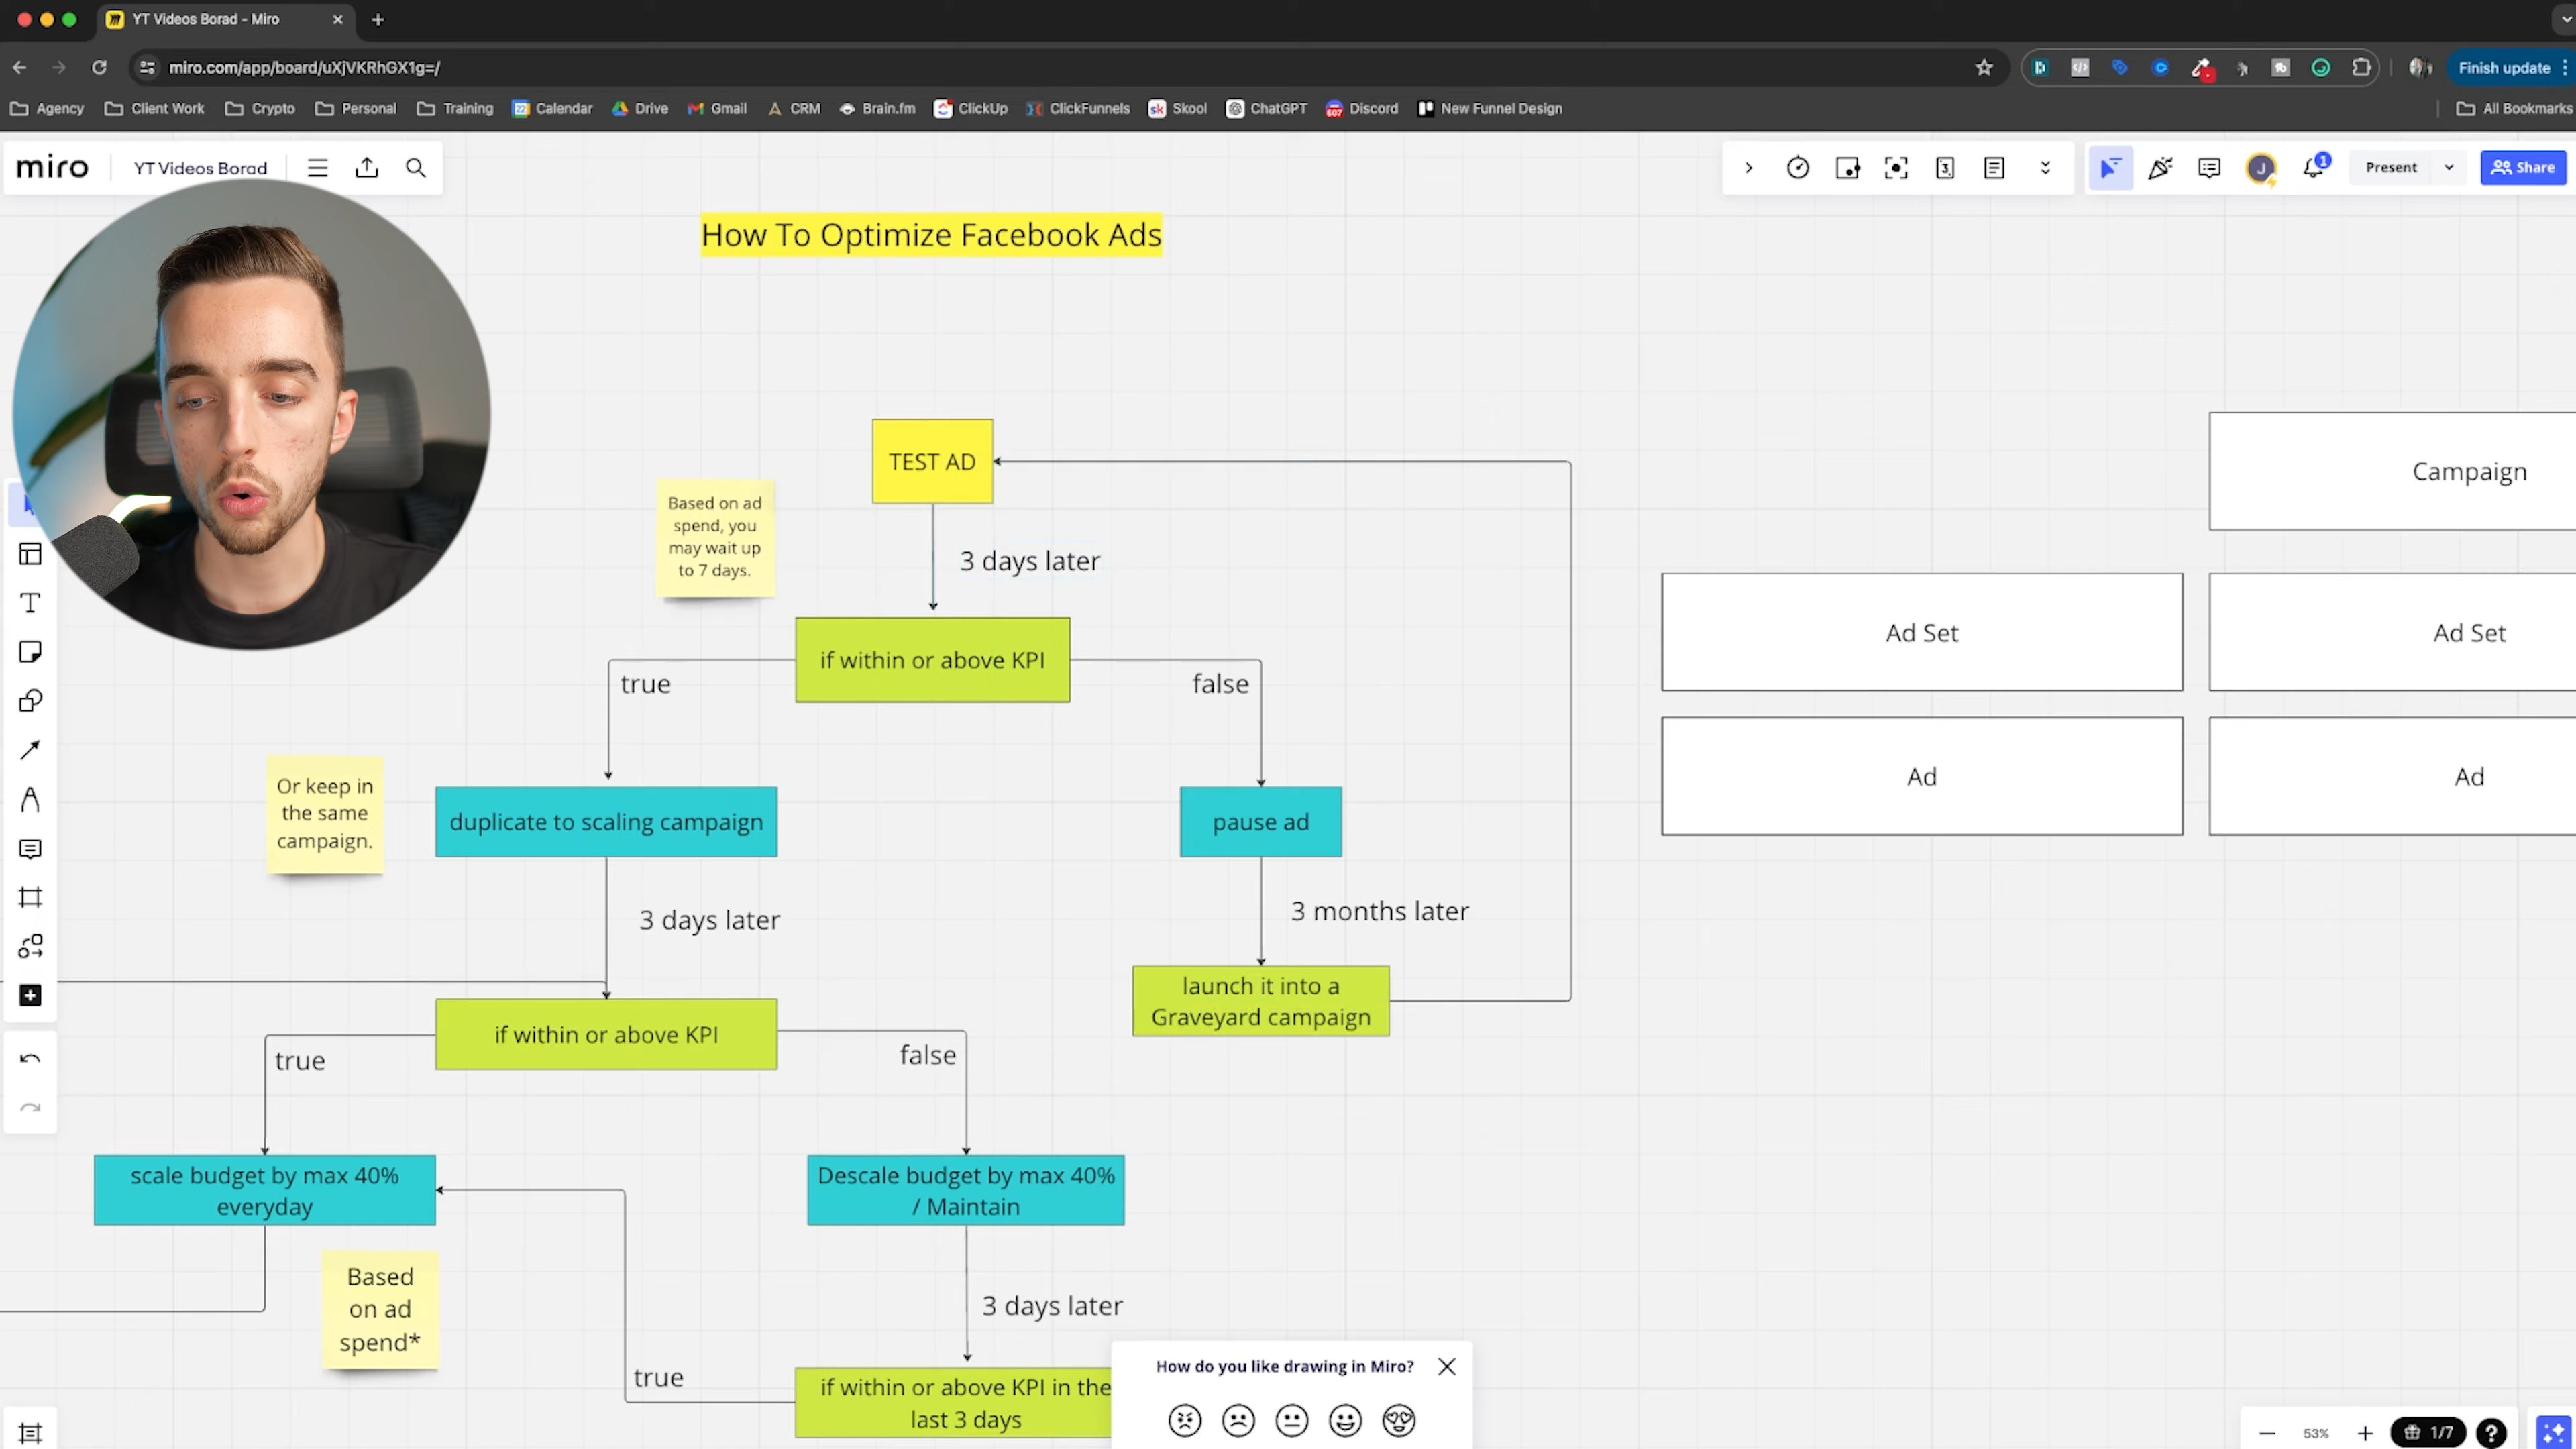 YT Videos Borad - Miro
miro.com/app/board/uXjVKRhGX1g=/
Finish update
Agency
Client Work
Crypto
Personal
Training
Calendar
Drive
Gmail
CRM
Brain.fm
ClickUp
ClickFunnels
Skool
ChatGPT
Discord
New Funnel Design
All Bookmarks
miro
YT Videos Borad
J
1
Present
Share
How To Optimize Facebook Ads
TEST AD
Based on ad
spend, you
may wait up
to 7 days.
3 days later
if within or above KPI
true
false
Or keep in
the same
campaign.
duplicate to scaling campaign
pause ad
3 days later
3 months later
launch it into a
Graveyard campaign
if within or above KPI
true
false
scale budget by max 40%
everyday
Descale budget by max 40%
/ Maintain
Based
on ad
spend*
3 days later
true
if within or above KPI in the
last 3 days
Campaign
Ad Set
Ad Set
Ad
Ad
How do you like drawing in Miro?
53%
1/7